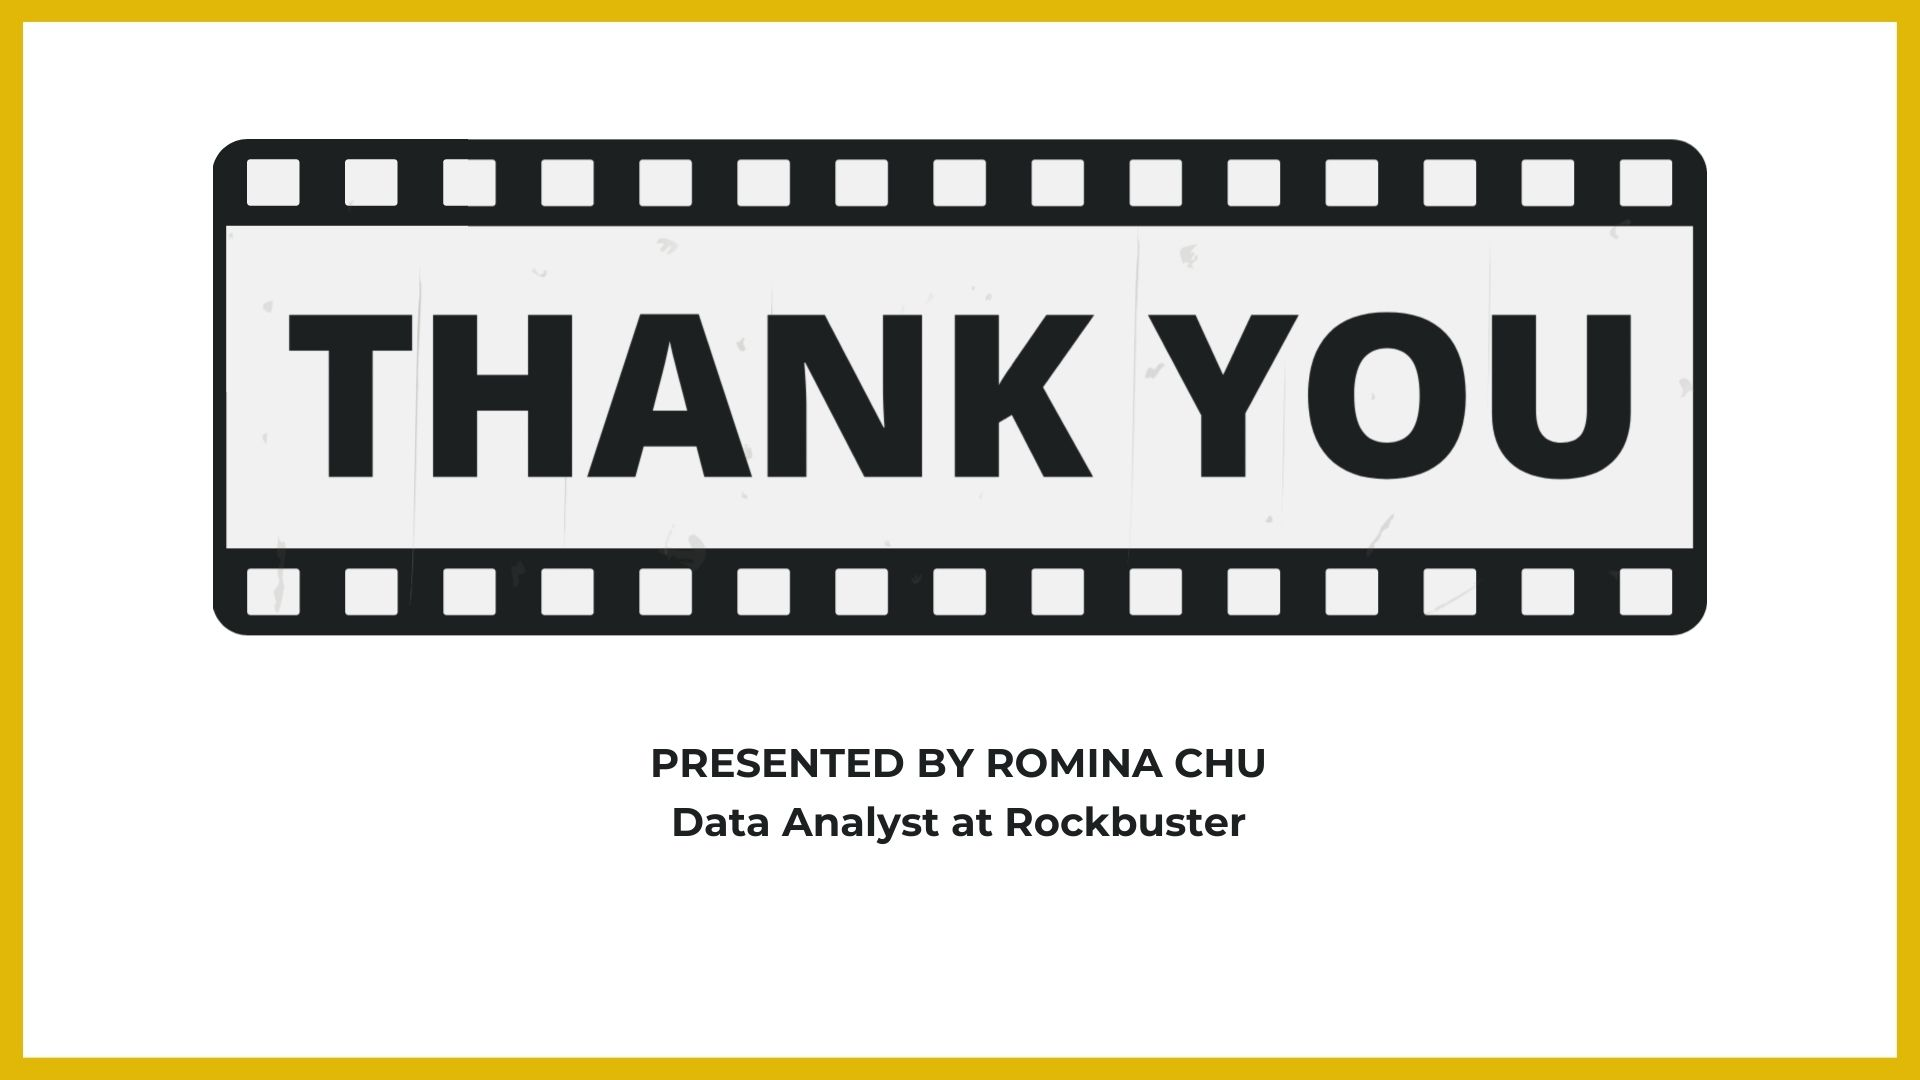 THANK YOU
PRESENTED BY ROMINA CHU
Data Analyst at Rockbuster